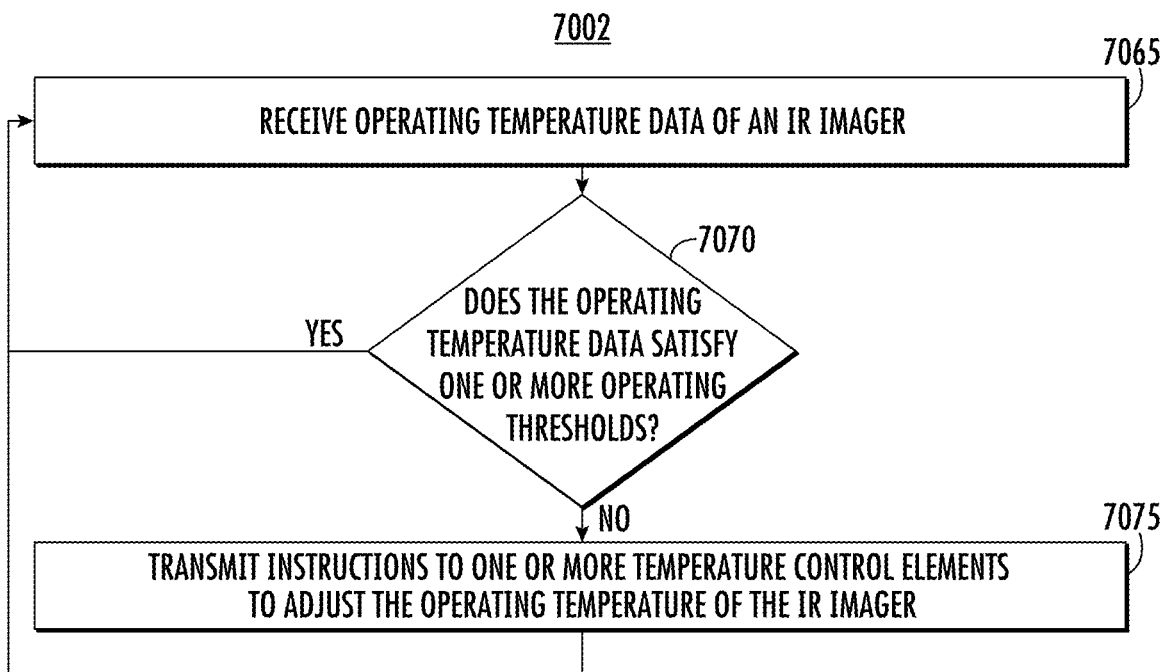 7002
7065
RECEIVE OPERATING TEMPERATURE DATA OF AN IR IMAGER
7070
DOES THE OPERATING
TEMPERATURE DATA SATISFY
ONE OR MORE OPERATING
THRESHOLDS?
YES
NO
7075
TRANSMIT INSTRUCTIONS TO ONE OR MORE TEMPERATURE CONTROL ELEMENTS
TO ADJUST THE OPERATING TEMPERATURE OF THE IR IMAGER